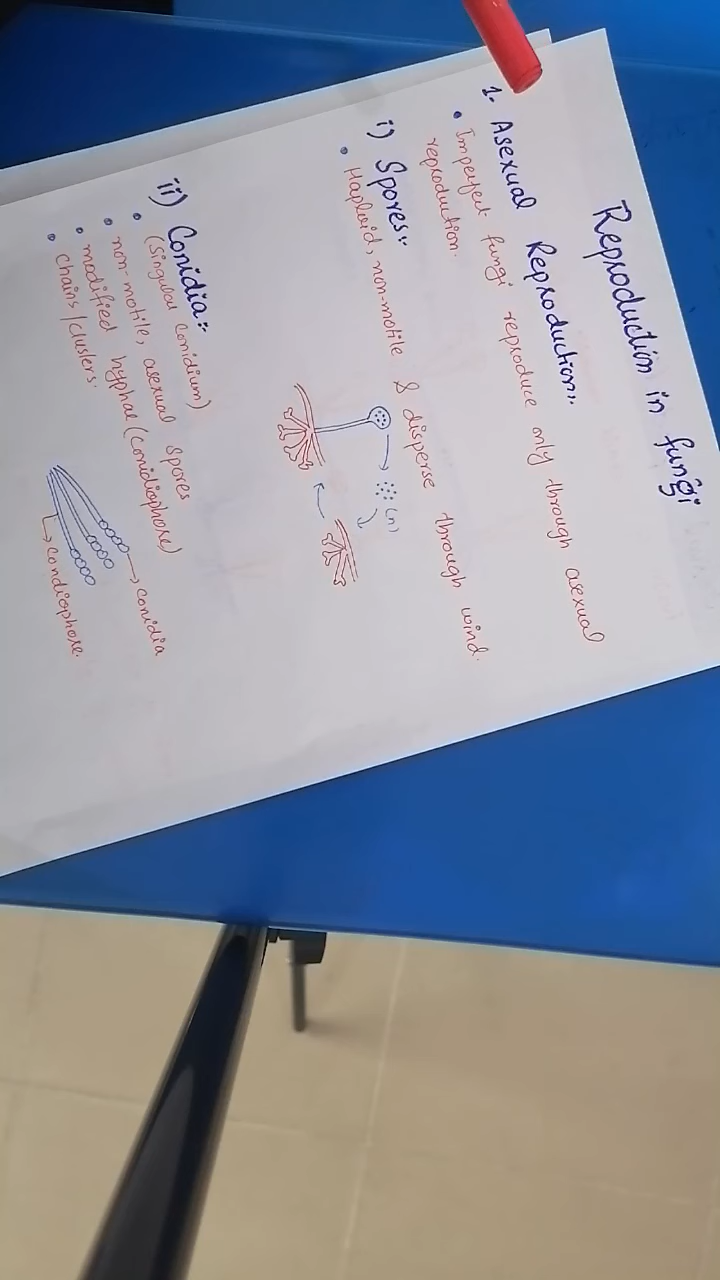 Reproduction in fungi
1. Asexual Reproduction:.
• Imperfect fungi reproduce only through asexual
reproduction.
i) Spores:.
• Haploid, non-motile & disperse through wind.
(n)
ii) Conidia:.
• (Singular conidium)
• non-motile, asexual spores
• modified hyphae (conidiophore)
• chains/clusters.
→ conidia
→ condiophore.